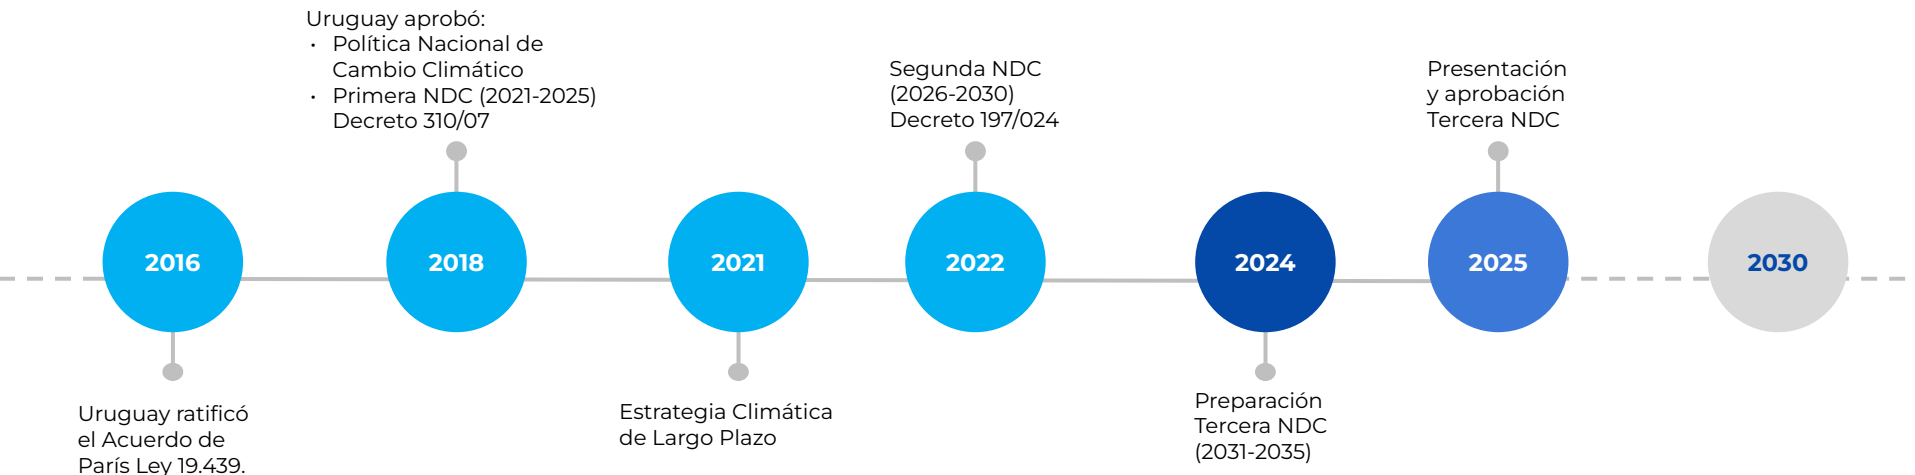 Uruguay aprobó:
• Política Nacional de
Cambio Climático
• Primera NDC (2021-2025)
Decreto 310/07
Segunda NDC
(2026-2030)
Decreto 197/024
Presentación
y aprobación
Tercera NDC
2016
2018
2021
2022
2024
2025
2030
Uruguay ratificó
el Acuerdo de
París Ley 19.439.
Estrategia Climática
de Largo Plazo
Preparación
Tercera NDC
(2031-2035)